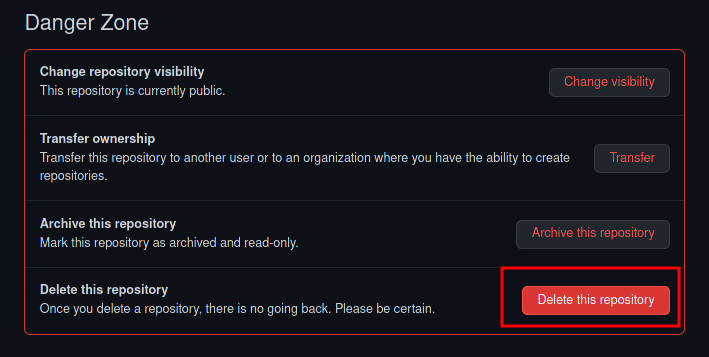 Danger Zone
Change repository visibility
This repository is currently public.
Change visibility
Transfer ownership
Transfer this repository to another user or to an organization where you have the ability to create
repositories.
Transfer
Archive this repository
Mark this repository as archived and read-only.
Archive this repository
Delete this repository
Once you delete a repository, there is no going back. Please be certain.
Delete this repository